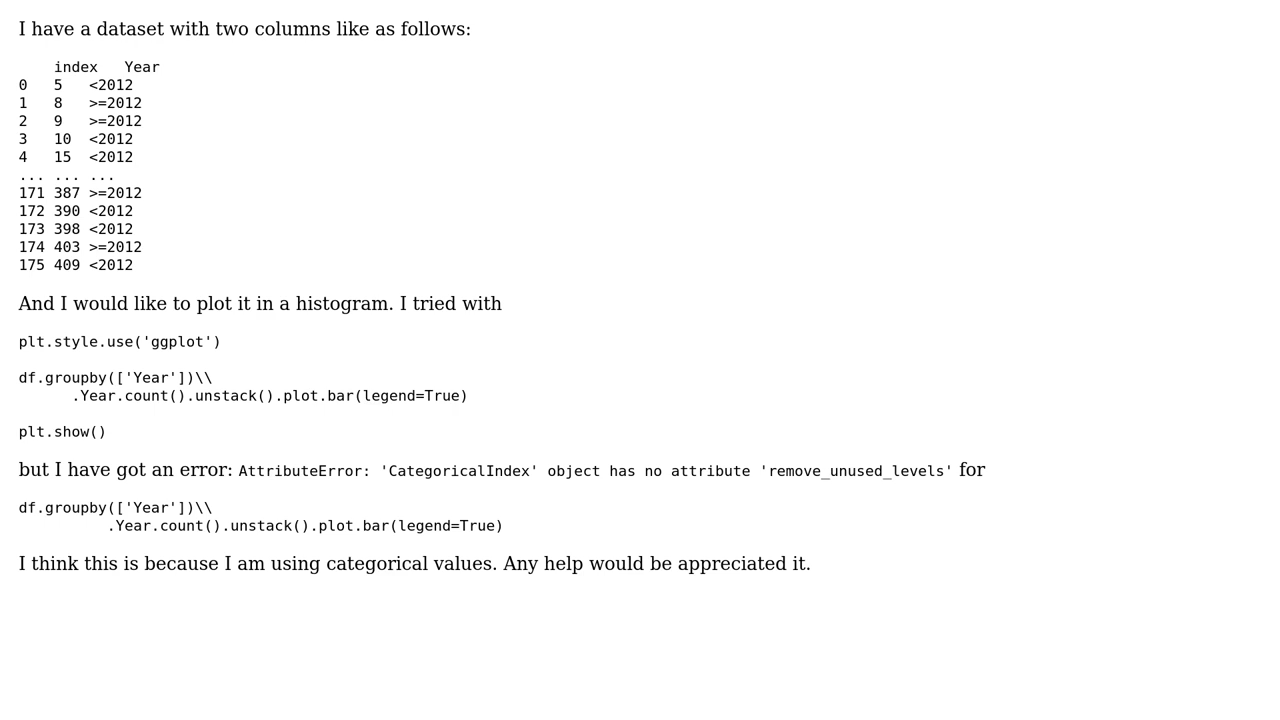 I have a dataset with two columns like as follows:
    index   Year
0   5   <2012
1   8   >=2012
2   9   >=2012
3   10  <2012
4   15  <2012
... ... ...
171 387 >=2012
172 390 <2012
173 398 <2012
174 403 >=2012
175 409 <2012
And I would like to plot it in a histogram. I tried with
plt.style.use('ggplot')
df.groupby(['Year'])\\
      .Year.count().unstack().plot.bar(legend=True)
plt.show()
but I have got an error: AttributeError: 'CategoricalIndex' object has no attribute 'remove_unused_levels' for
df.groupby(['Year'])\\
          .Year.count().unstack().plot.bar(legend=True)
I think this is because I am using categorical values. Any help would be appreciated it.